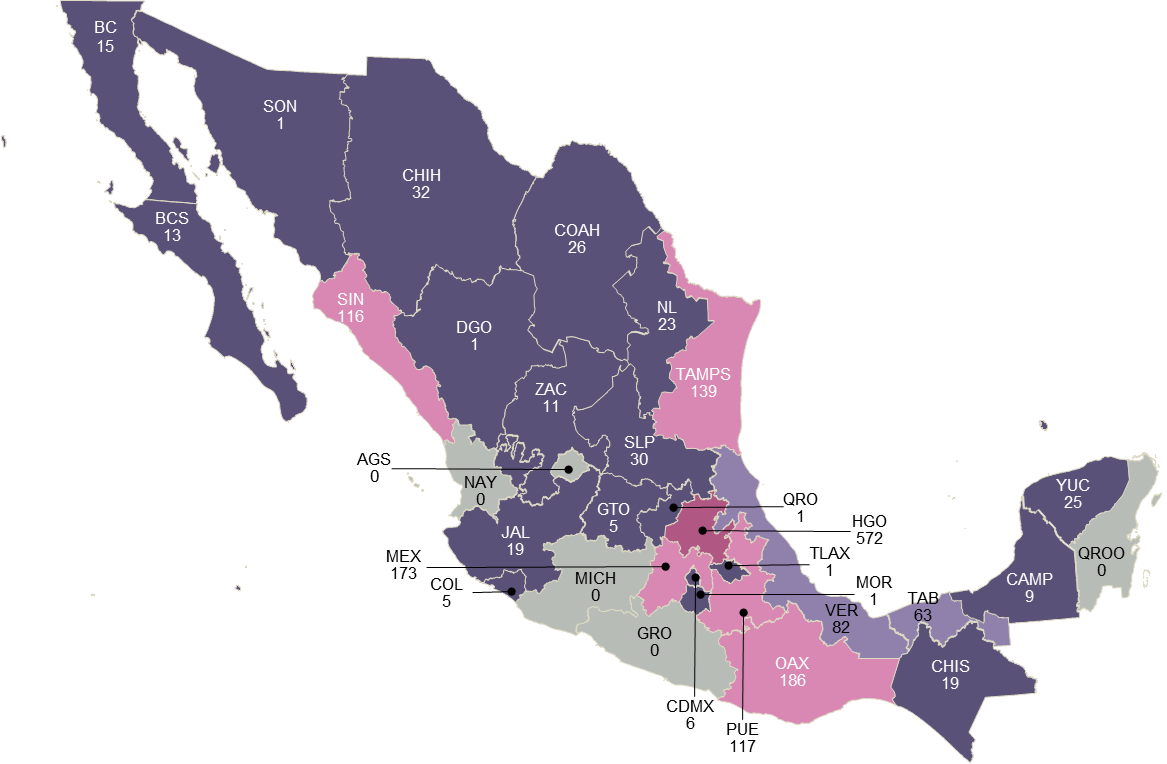 BC
15
SON
1
CHIH
32
BCS
13
COAH
26
SIN
116
NL
23
DGO
1
TAMPS
139
ZAC
11
SLP
30
AGS
0
NAY
0
YUC
25
GTO
5
QRO
1
HGO
572
JAL
19
QROO
0
MEX
173
TLAX
1
COL
5
MICH
0
CAMP
9
MOR
1
TAB
63
VER
82
GRO
0
OAX
186
CHIS
19
CDMX
6
PUE
117